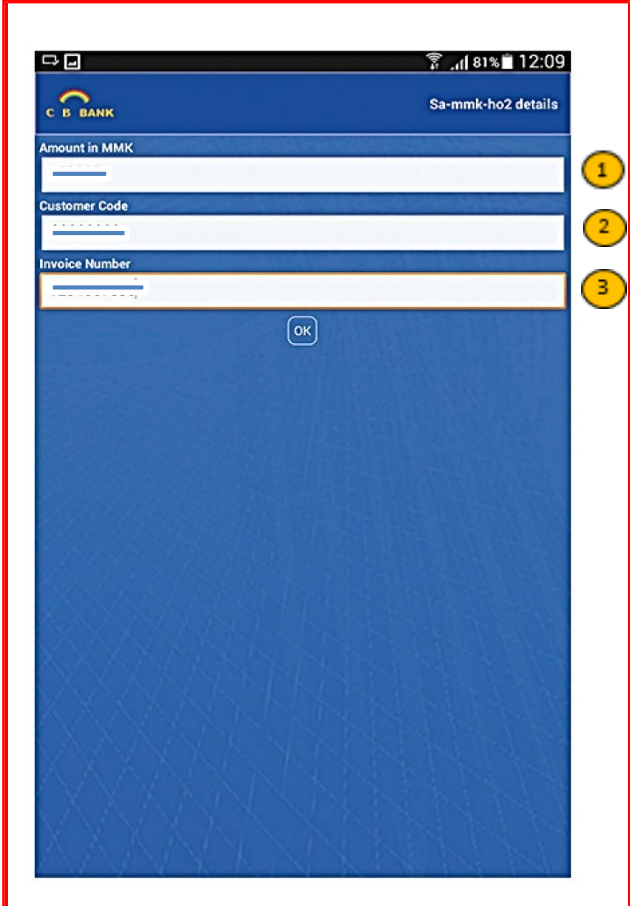 81% 12:09
C B BANK
Sa-mmk-ho2 details
Amount in MMK
1
Customer Code
2
Invoice Number
3
OK